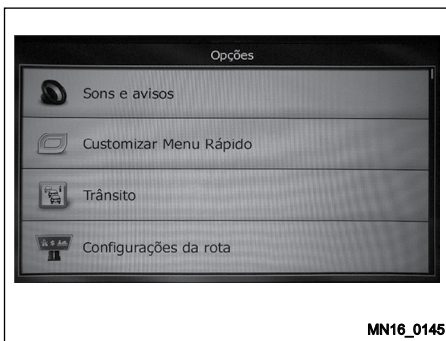 Opções
Sons e avisos
Customizar Menu Rápido
Trânsito
Configurações da rota
MN16_0145